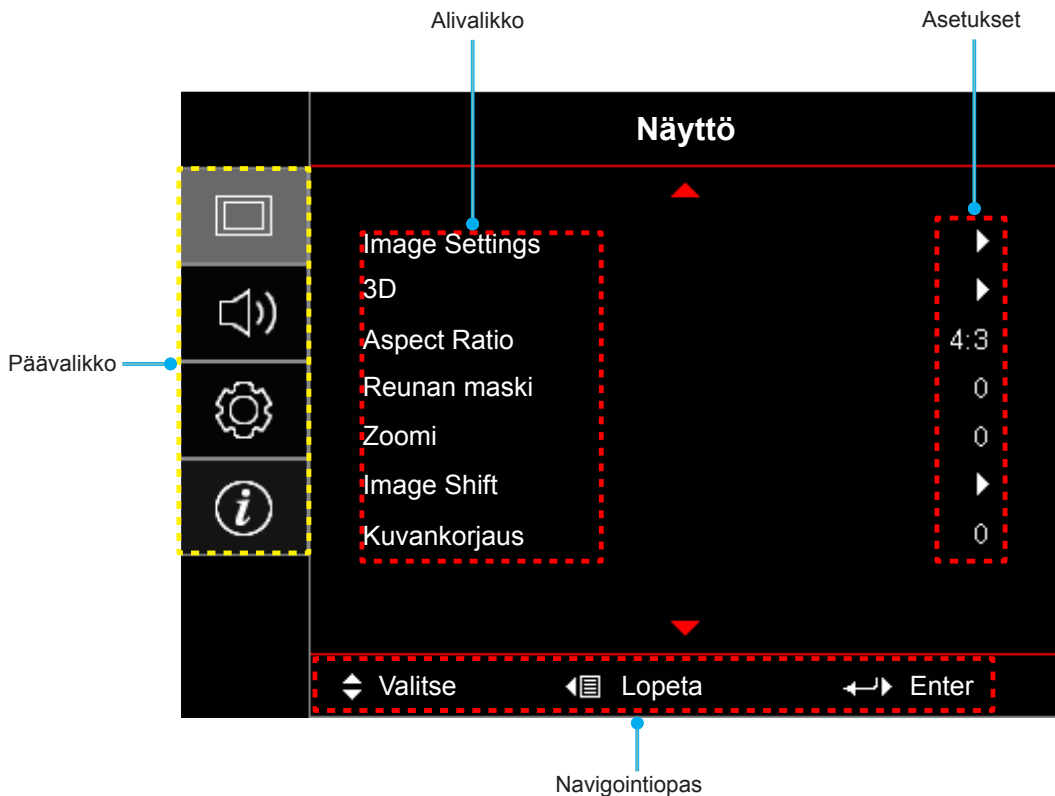 Alivalikko
Asetukset
Näyttö
Image Settings
3D
Aspect Ratio 4:3
Päävalikko
Reunan maski 0
Zoomi 0
Image Shift
Kuvankorjaus 0
Valitse Lopeta Enter
Navigointiopas